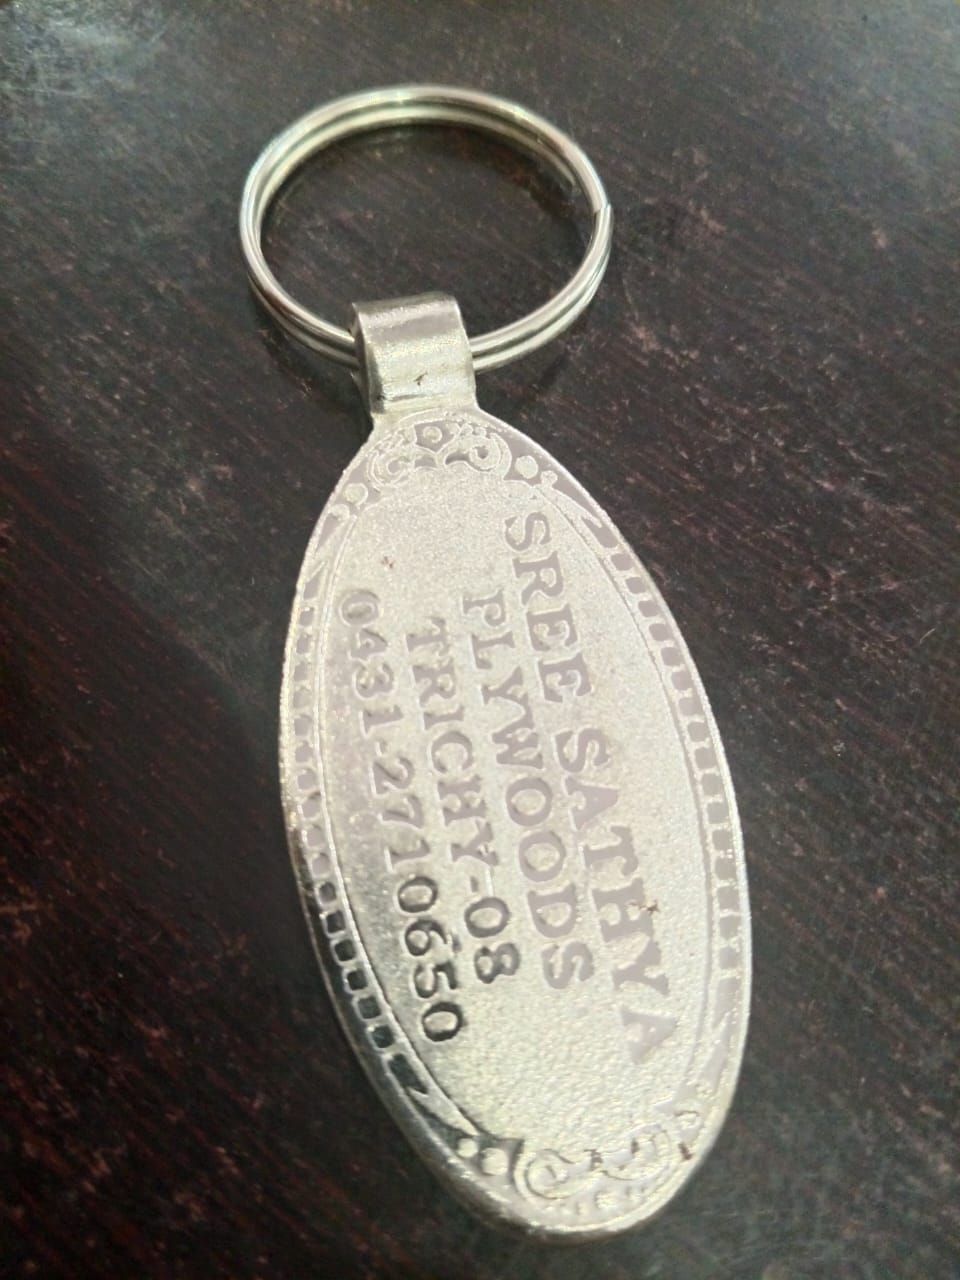 SREE SATHYA
PLYWOODS
TRICHY-08
0431-2710650